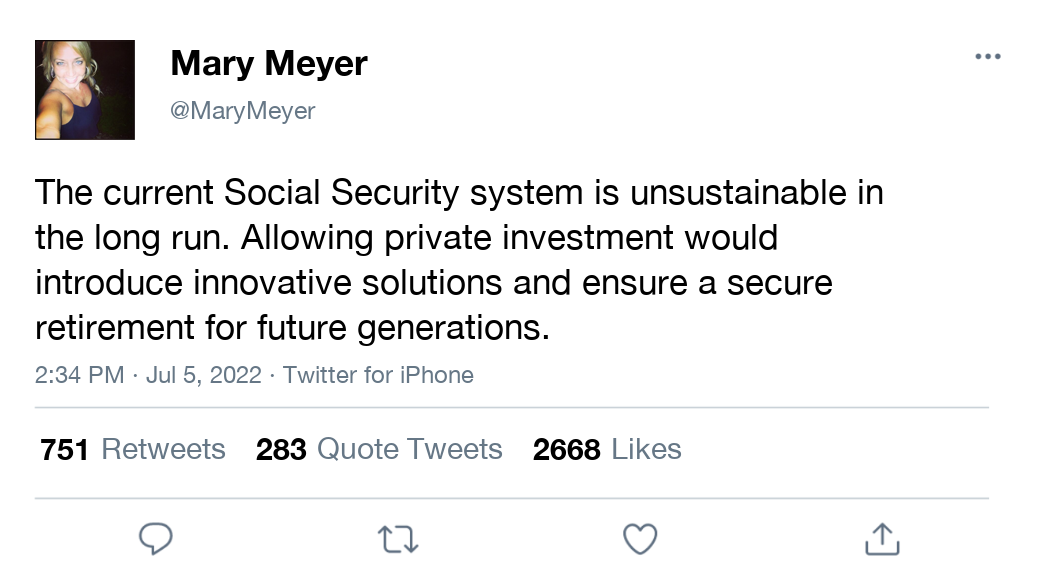 Mary Meyer
@MaryMeyer
The current Social Security system is unsustainable in
the long run. Allowing private investment would
introduce innovative solutions and ensure a secure
retirement for future generations.
2:34 PM · Jul 5, 2022 · Twitter for iPhone
751 Retweets 283 Quote Tweets 2668 Likes